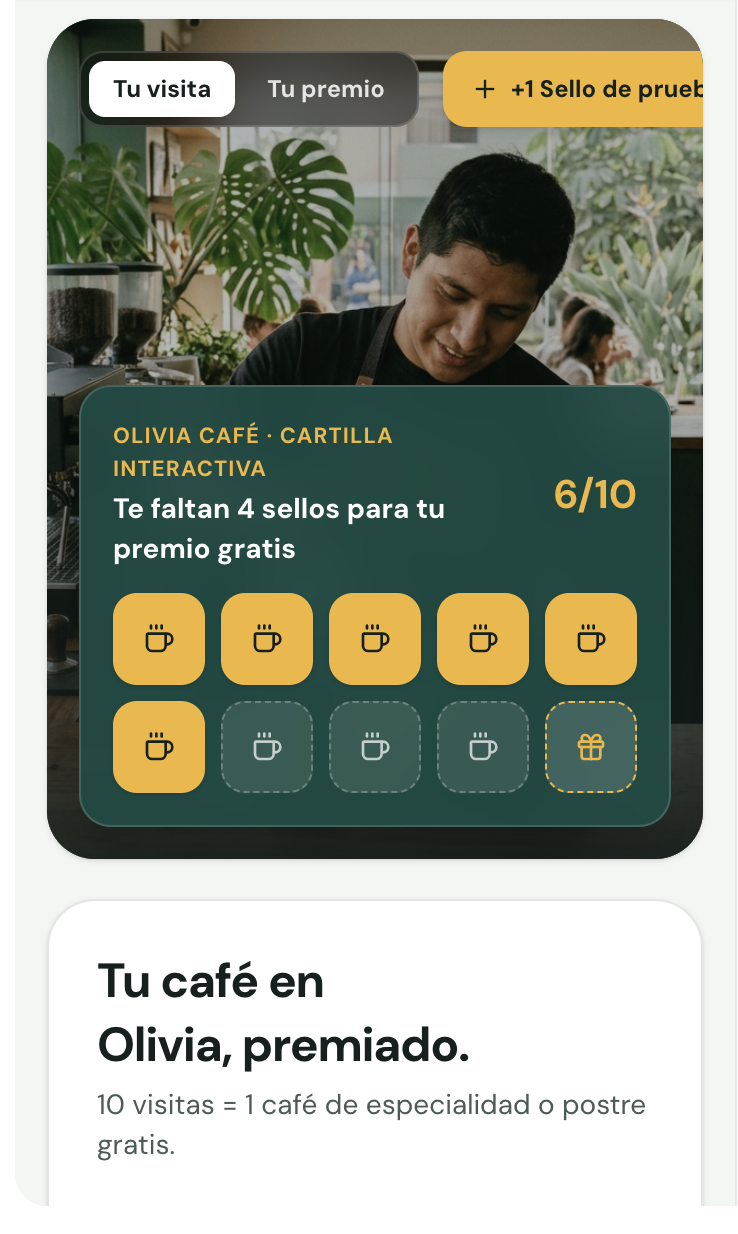 Tu visita
Tu premio
+1 Sello de
OLIVIA CAFÉ · CARTILLA
INTERACTIVA
Te faltan 4 sellos para tu
premio gratis
6/10
Tu café en
Olivia, premiado.
10 visitas = 1 café de especialidad o postre
gratis.